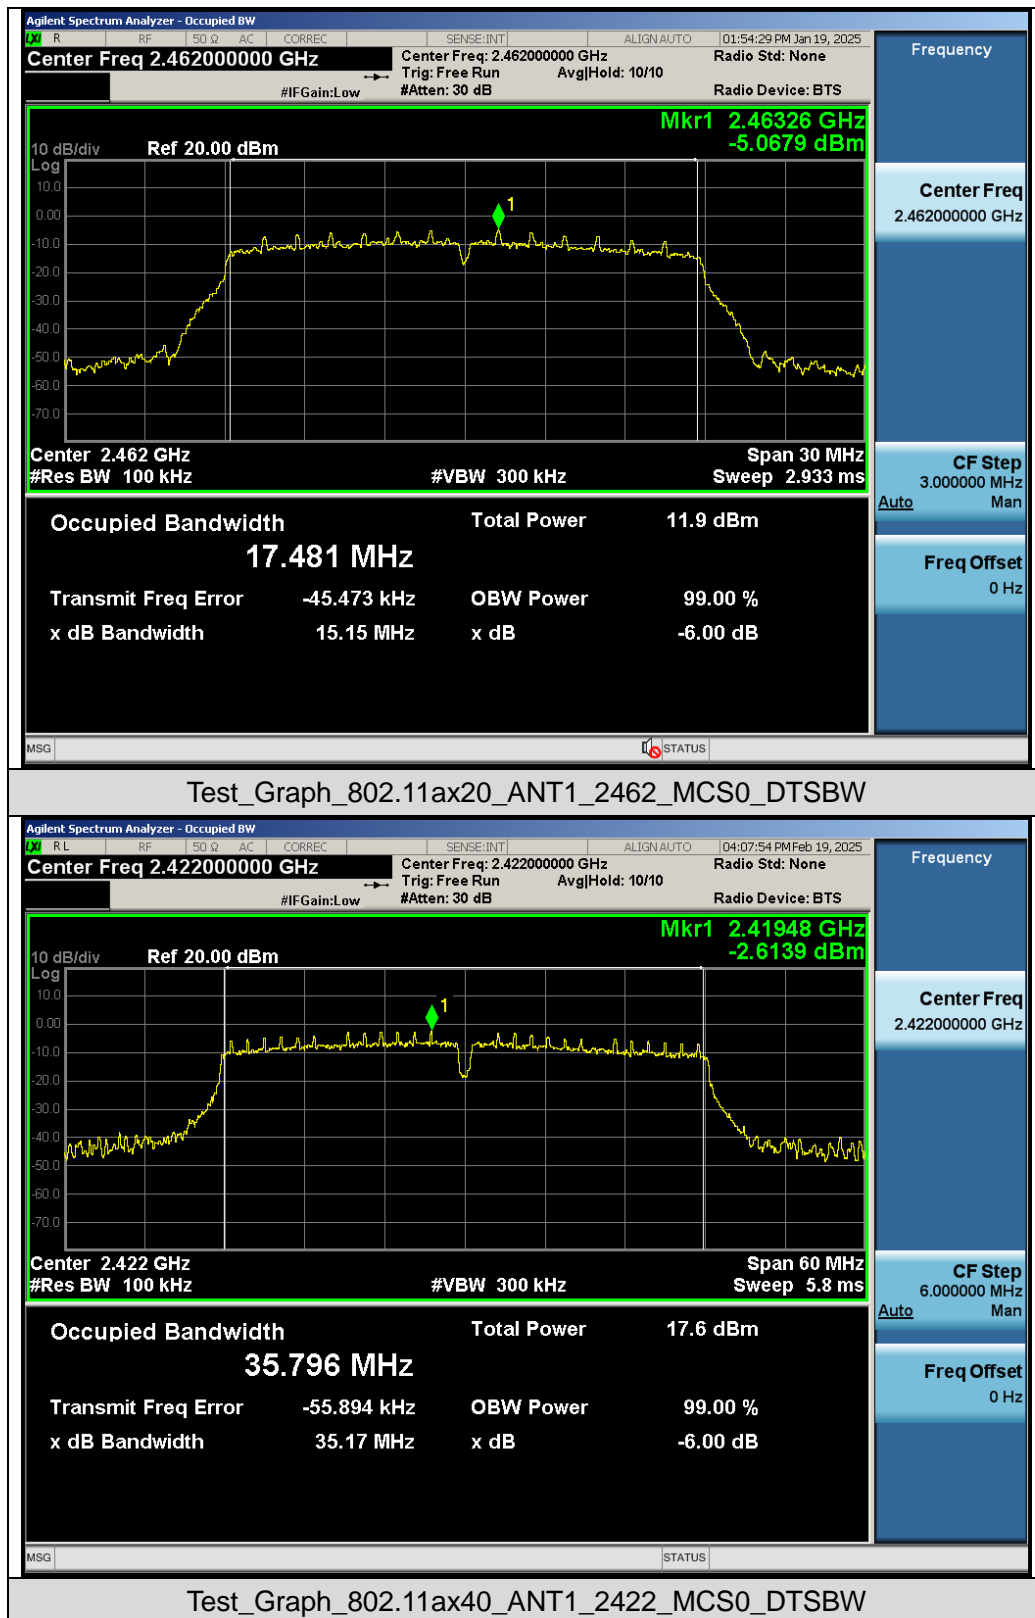 Agilent Spectrum Analyzer - Occupied BW
LXI R RF 50 Ω AC CORREC SENSE:INT ALIGN AUTO 01:54:29 PM Jan 19, 2025
Center Freq 2.462000000 GHz Center Freq: 2.462000000 GHz Radio Std: None Frequency
Trig: Free Run Avg|Hold: 10/10
#IFGain:Low #Atten: 30 dB Radio Device: BTS
Mkr1 2.46326 GHz
10 dB/div Ref 20.00 dBm -5.0679 dBm
Log
10.0
0.00
-10.0
-20.0
-30.0
-40.0
-50.0
-60.0
-70.0
1
Center Freq
2.462000000 GHz
Center 2.462 GHz Span 30 MHz
#Res BW 100 kHz #VBW 300 kHz Sweep 2.933 ms
CF Step
3.000000 MHz
Auto Man
Occupied Bandwidth Total Power 11.9 dBm
17.481 MHz
Transmit Freq Error -45.473 kHz OBW Power 99.00 %
x dB Bandwidth 15.15 MHz x dB -6.00 dB
Freq Offset
0 Hz
MSG STATUS
Test_Graph_802.11ax20_ANT1_2462_MCS0_DTSBW
Agilent Spectrum Analyzer - Occupied BW
LXI R L RF 50 Ω AC CORREC SENSE:INT ALIGN AUTO 04:07:54 PM Feb 19, 2025
Center Freq 2.422000000 GHz Center Freq: 2.422000000 GHz Radio Std: None Frequency
Trig: Free Run Avg|Hold: 10/10
#IFGain:Low #Atten: 30 dB Radio Device: BTS
Mkr1 2.41948 GHz
10 dB/div Ref 20.00 dBm -2.6139 dBm
Log
10.0
0.00
-10.0
-20.0
-30.0
-40.0
-50.0
-60.0
-70.0
1
Center Freq
2.422000000 GHz
Center 2.422 GHz Span 60 MHz
#Res BW 100 kHz #VBW 300 kHz Sweep 5.8 ms
CF Step
6.000000 MHz
Auto Man
Occupied Bandwidth Total Power 17.6 dBm
35.796 MHz
Transmit Freq Error -55.894 kHz OBW Power 99.00 %
x dB Bandwidth 35.17 MHz x dB -6.00 dB
Freq Offset
0 Hz
MSG STATUS
Test_Graph_802.11ax40_ANT1_2422_MCS0_DTSBW